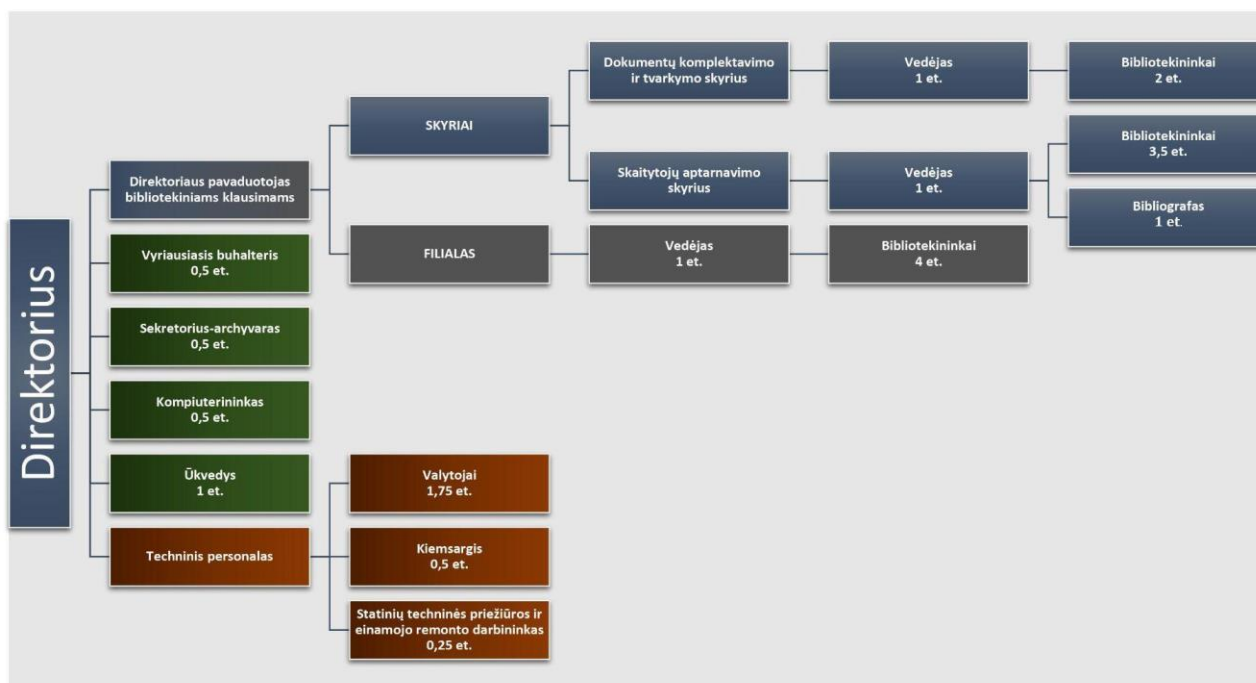 Direktorius
Direktoriaus pavaduotojas
bibliotekiniams klausimams
SKYRIAI
Dokumentų komplektavimo
ir tvarkymo skyrius
Vedėjas
1 et.
Bibliotekininkai
2 et.
Skaitytojų aptarnavimo
skyrius
Vedėjas
1 et.
Bibliotekininkai
3,5 et.
Bibliografas
1 et.
FILIALAS
Vedėjas
1 et.
Bibliotekininkai
4 et.
Vyriausiasis buhalteris
0,5 et.
Sekretorius-archyvaras
0,5 et.
Kompiuterininkas
0,5 et.
Ūkvedys
1 et.
Techninis personalas
Valytojai
1,75 et.
Kiemsargis
0,5 et.
Statinių techninės priežiūros ir
einamojo remonto darbininkas
0,25 et.